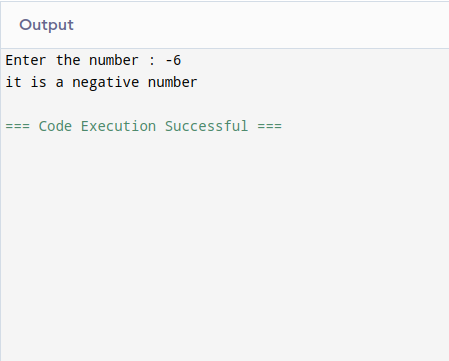 Output
Enter the number : -6
it is a negative number
=== Code Execution Successful ===